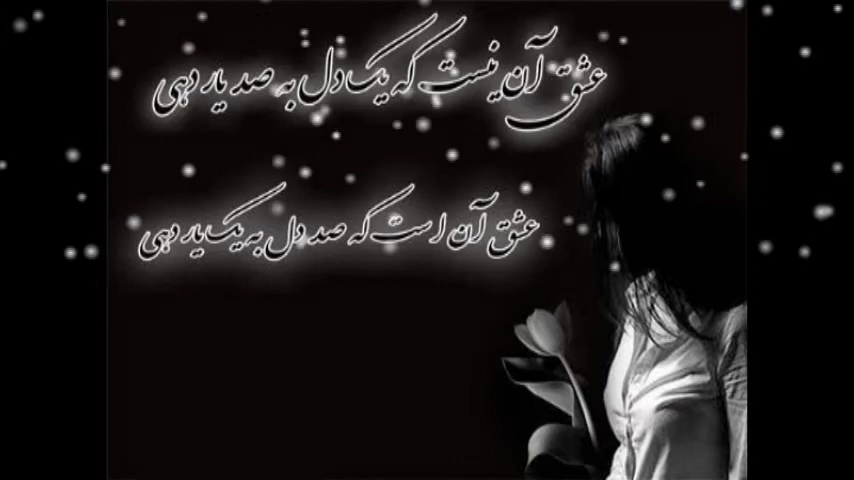 عشق آن نیست که یک دل به صد یار دهی
عشق آن است که صد دل به یک یار دهی